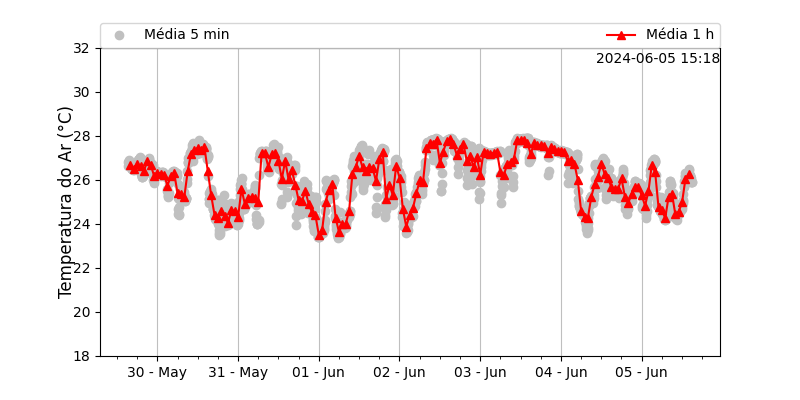 Média 5 min
Média 1 h
2024-06-05 15:18
Temperatura do Ar (°C)
32
30
28
26
24
22
20
18
30 - May
31 - May
01 - Jun
02 - Jun
03 - Jun
04 - Jun
05 - Jun